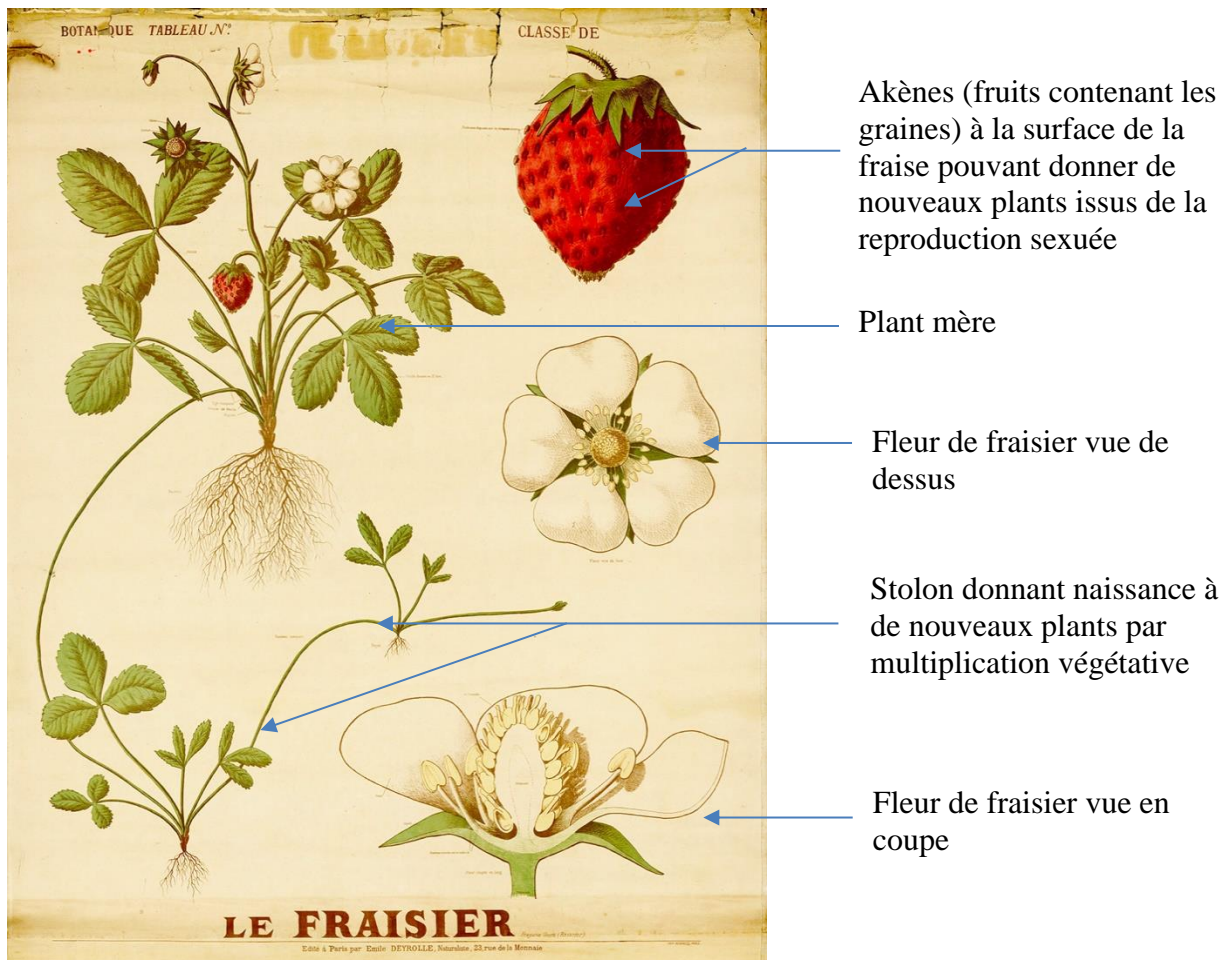 BOTANIQUE TABLEAU N.º
CLASSE DE
Akènes (fruits contenant les
graines) à la surface de la
fraise pouvant donner de
nouveaux plants issus de la
reproduction sexuée
Plant mère
Fleur de fraisier vue de
dessus
Stolon donnant naissance à
de nouveaux plants par
multiplication végétative
Fleur de fraisier vue en
coupe
LE FRAISIER
Edité à Paris par Emile DEYROLLE, Naturaliste, 23, rue de la Monnaie